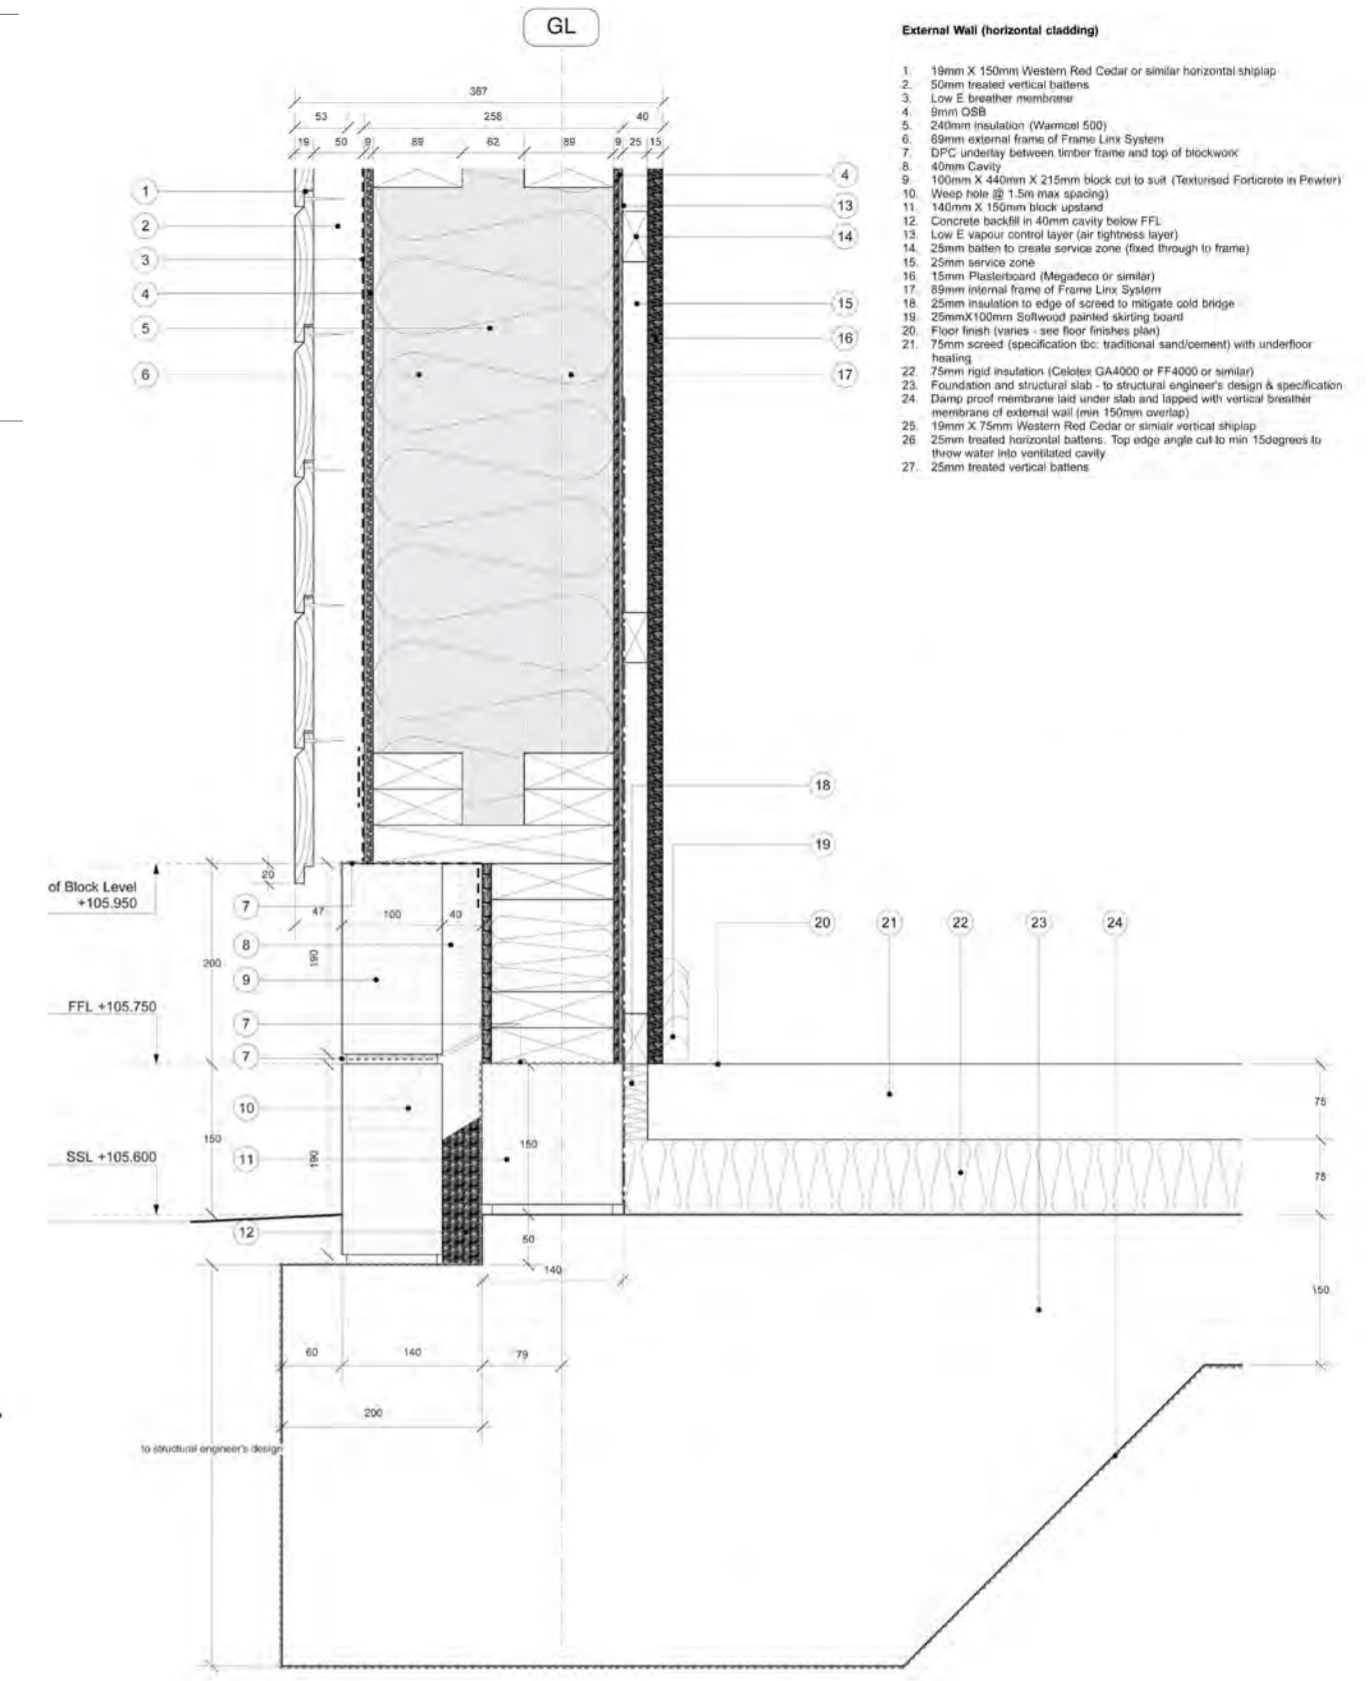 GL
External Wall (horizontal cladding)
1. 19mm X 150mm Western Red Cedar or similar horizontal shiplap
2. 50mm treated vertical battens
3. Low E breather membrane
4. 9mm OSB
5. 240mm insulation (Warmcel 500)
6. 89mm external frame of Frame Linx System
7. DPC underlay between timber frame and top of blockwork
8. 40mm Cavity
9. 100mm X 440mm X 215mm block cut to suit (Texturised Forticrete in Pewter)
10. Weep hole @ 1.5m max spacing)
11. 140mm X 150mm block upstand
12. Concrete backfill in 40mm cavity below FFL
13. Low E vapour control layer (air tightness layer)
14. 25mm batten to create service zone (fixed through to frame)
15. 25mm service zone
16. 15mm Plasterboard (Megadeco or similar)
17. 89mm internal frame of Frame Linx System
18. 25mm insulation to edge of screed to mitigate cold bridge
19. 25mmX100mm Softwood painted skirting board
20. Floor finish (varies - see floor finishes plan)
21. 75mm screed (specification tbc: traditional sand/cement) with underfloor
heating
22. 75mm rigid insulation (Celotex GA4000 or FF4000 or similar)
23. Foundation and structural slab - to structural engineer's design & specification
24. Damp proof membrane laid under slab and lapped with vertical breather
membrane of external wall (min 150mm overlap)
25. 19mm X 75mm Western Red Cedar or simialr vertical shiplap
26. 25mm treated horizontal battens. Top edge angle cut to min 15degrees to
throw water into ventilated cavity
27. 25mm treated vertical battens
367
53 258 40
19 50 9 89 62 89 9 25 15
1 4
2 13
14
3
4 15
5 16
6 17
18
19
20
of Block Level
+105.950
7 47 100 40
20 21 22 23 24
8
9 200 190
FFL +105.750
7
7
10 75
SSL +105.600
150 11 190 150 75
12 50
140
150
60 140 79
200
to structural engineer's design